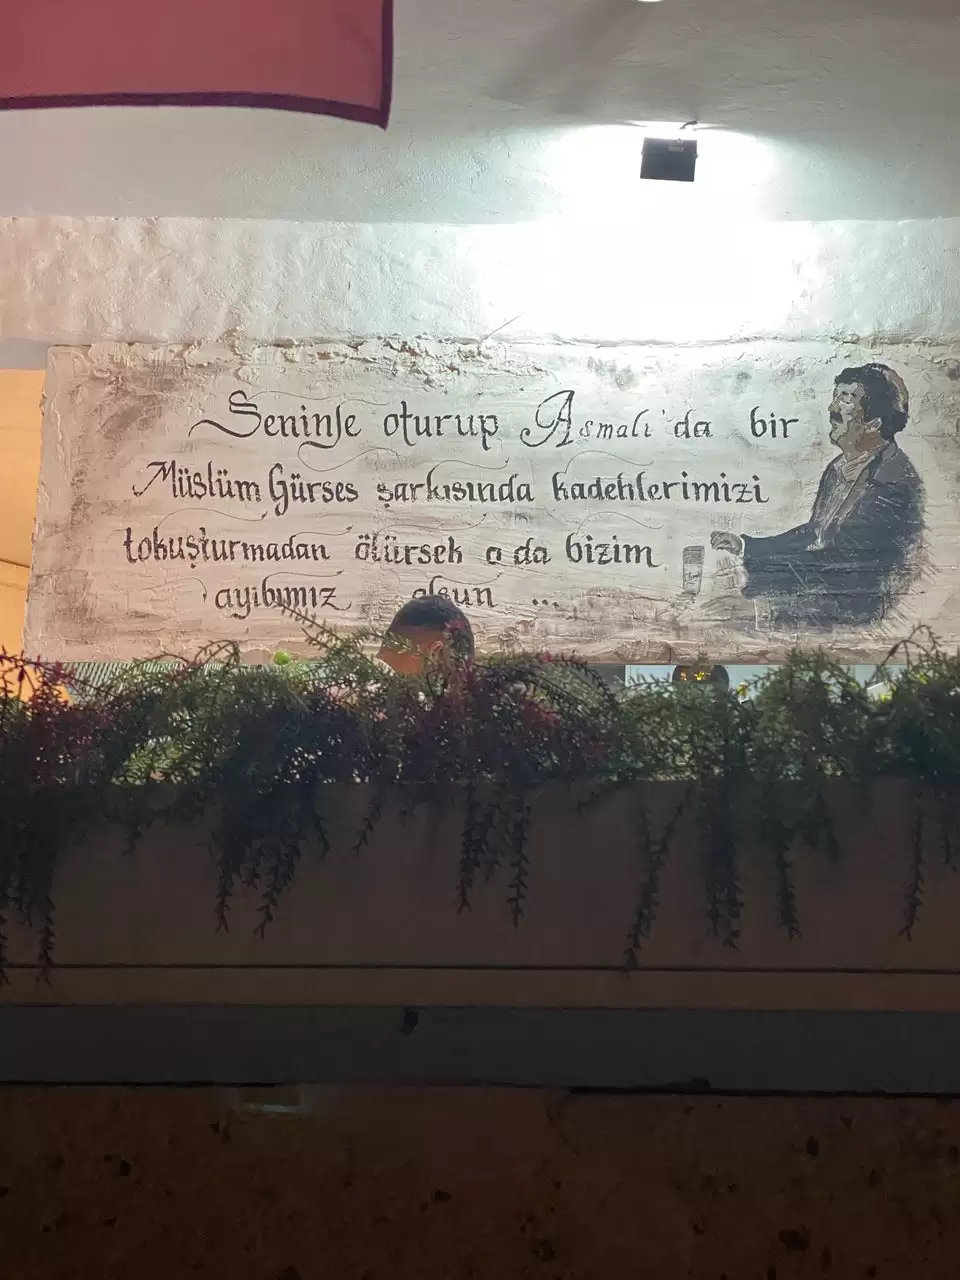 Seninle oturup Asmalı'da bir
Müslüm Gürses şarkısında kadehlerimizi
tokuşturmadan ölürsek o da bizim
ayıbımız olsun ...